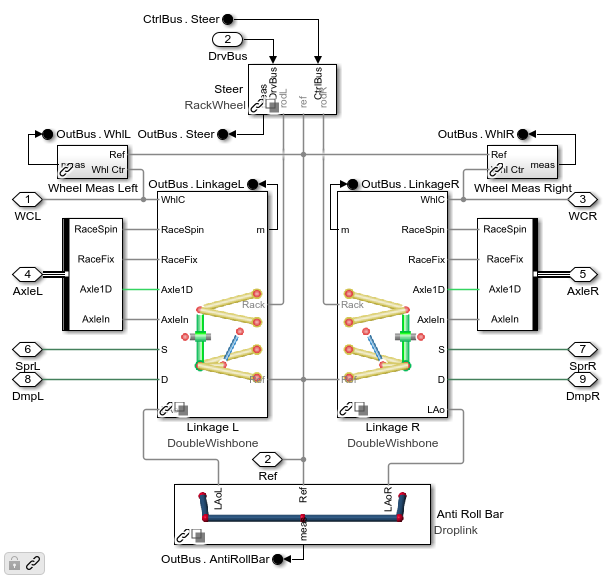 CtrlBus . Steer
2
DrvBus
Steer
RackWheel
meas
DrvBus
rodL
ref
CtrlBus
rodR
OutBus . WhlL
OutBus . Steer
OutBus . WhlR
Ref
meas
Whl Ctr
Wheel Meas Left
Ref
meas
Whl Ctr
Wheel Meas Right
OutBus . LinkageL
OutBus . LinkageR
1
WCL
WhlC
WhlC
3
WCR
RaceSpin
RaceSpin
m
m
RaceSpin
RaceSpin
RaceFix
RaceFix
RaceFix
RaceFix
4
AxleL
Axle1D
Axle1D
Axle1D
Axle1D
5
AxleR
Rack
Rack
AxleIn
AxleIn
AxleIn
AxleIn
6
SprL
S
S
7
SprR
8
DmpL
D
Ref
Ref
D
9
DmpR
LAo
Linkage L
DoubleWishbone
Linkage R
DoubleWishbone
2
Ref
LAoL
Ref
LAoR
meas
Anti Roll Bar
Droplink
OutBus . AntiRollBar